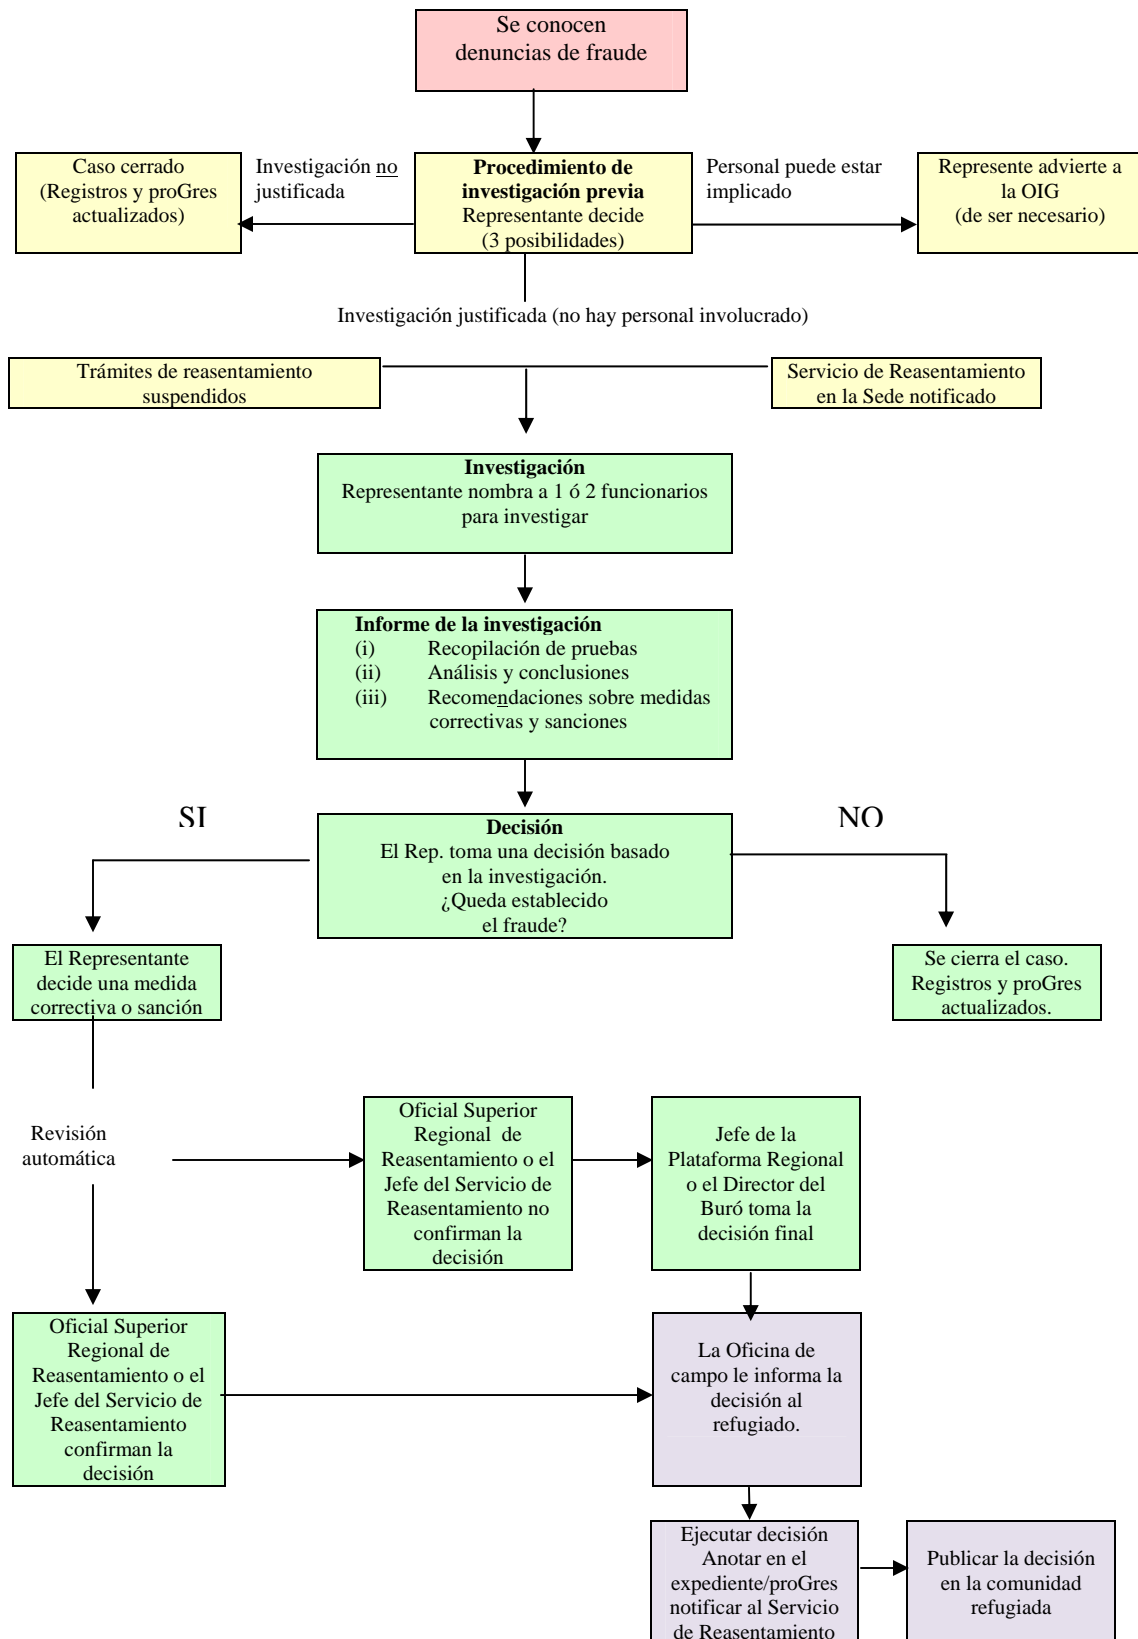 Se conocen
denuncias de fraude
Caso cerrado
(Registros y proGres
actualizados)
Investigación no
justificada
Procedimiento de
investigación previa
Representante decide
(3 posibilidades)
Personal puede estar
implicado
Represente advierte a
la OIG
(de ser necesario)
Investigación justificada (no hay personal involucrado)
Trámites de reasentamiento
suspendidos
Servicio de Reasentamiento
en la Sede notificado
Investigación
Representante nombra a 1 ó 2 funcionarios
para investigar
Informe de la investigación
(i) Recopilación de pruebas
(ii) Análisis y conclusiones
(iii) Recomendaciones sobre medidas
correctivas y sanciones
SI
NO
Decisión
El Rep. toma una decisión basado
en la investigación.
¿Queda establecido
el fraude?
El Representante
decide una medida
correctiva o sanción
Se cierra el caso.
Registros y proGres
actualizados.
Revisión
automática
Oficial Superior
Regional de
Reasentamiento o el
Jefe del Servicio de
Reasentamiento no
confirman la
decisión
Jefe de la
Plataforma Regional
o el Director del
Buró toma la
decisión final
Oficial Superior
Regional de
Reasentamiento o el
Jefe del Servicio de
Reasentamiento
confirman la
decisión
La Oficina de
campo le informa la
decisión al
refugiado.
Ejecutar decisión
Anotar en el
expediente/proGres
notificar al Servicio
de Reasentamiento
Publicar la decisión
en la comunidad
refugiada